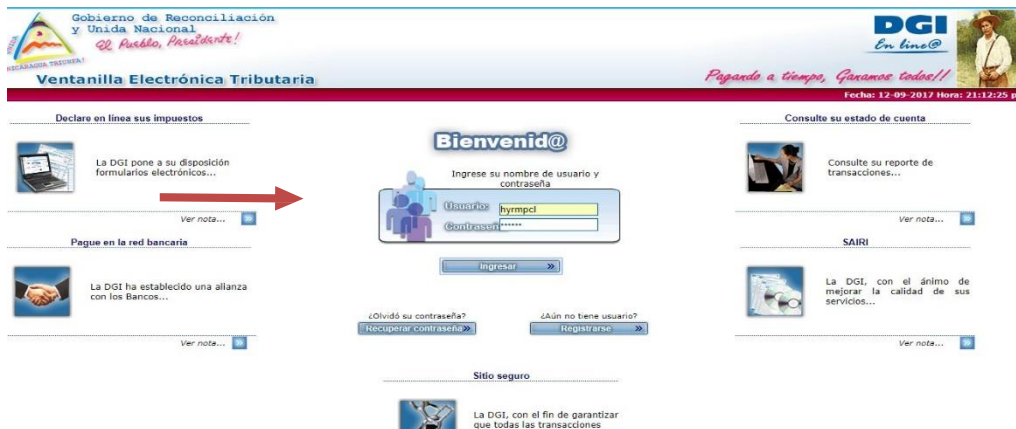 Gobierno de Reconciliación
y Unida Nacional
El Pueblo, Presidente!
NICARAGUA TRIUNFA!
Ventanilla Electrónica Tributaria
DGI
En line@
Pagando a tiempo, Ganamos todos!!
Fecha: 12-09-2017 Hora: 21:12:25 p
Declare en línea sus impuestos
La DGI pone a su disposición
formularios electrónicos...
Ver nota...
Pague en la red bancaria
La DGI ha establecido una alianza
con los Bancos...
Ver nota...
Bienvenid@
Ingrese su nombre de usuario y
contraseña
Usuario: hyrmpcl
Contraseñ ••••••
Ingresar »
¿Olvidó su contraseña?
Recuperar contraseña»
¿Aún no tiene usuario?
Registrarse »
Sitio seguro
La DGI, con el fin de garantizar
que todas las transacciones
Consulte su estado de cuenta
Consulte su reporte de
transacciones...
Ver nota...
SAIRI
La DGI, con el ánimo de
mejorar la calidad de sus
servicios...
Ver nota...